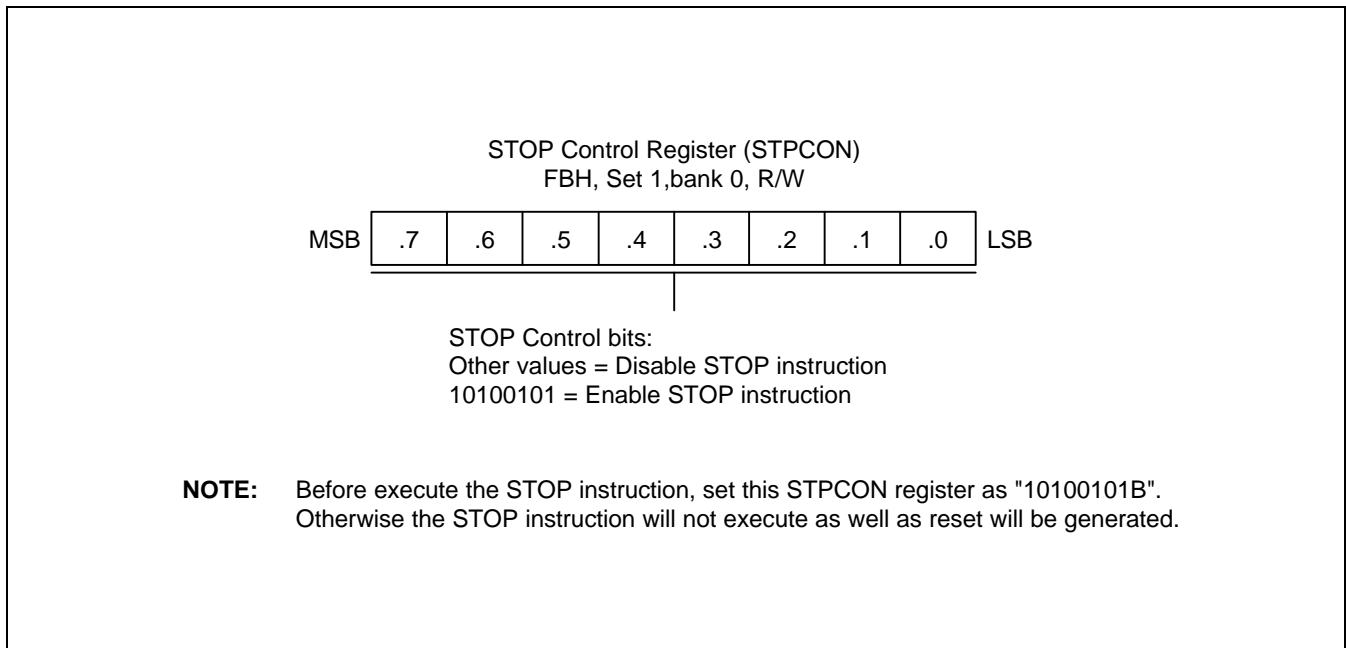 STOP Control Register (STPCON)
FBH, Set 1,bank 0, R/W
MSB .7 .6 .5 .4 .3 .2 .1 .0 LSB
STOP Control bits:
Other values = Disable STOP instruction
10100101 = Enable STOP instruction
NOTE: Before execute the STOP instruction, set this STPCON register as "10100101B".
Otherwise the STOP instruction will not execute as well as reset will be generated.